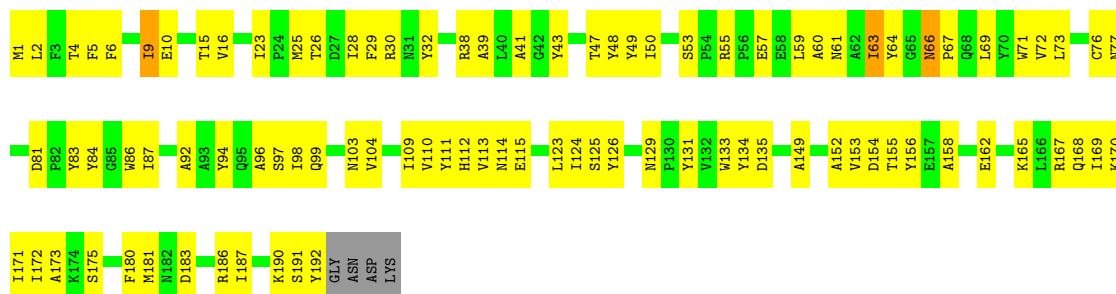 M1 L2 F3 T4 F5 F6 I9 E10 T15 V16 I23 P24 M25 T26 D27 I28 F29 R30 N31 Y32 R38 A39 L40 A41 G42 Y43 T47 Y48 Y49 I50 S53 P54 R55 P56 E57 E58 L59 A60 N61 A62 I63 Y64 G65 N66 P67 Q68 L69 Y70 W71 V72 L73 C76
D81 P82 Y83 Y84 G85 W86 I87 A92 A93 Y94 Q95 A96 S97 I98 Q99 N103 V104 I109 V110 Y111 H112 V113 N114 E115 L123 I124 S125 Y126 N129 P130 Y131 V132 W133 Y134 D135 A149 A152 V153 D154 T155 Y156 E157 A158 E162 K165 L166 R167 Q168 I169
I171 I172 A173 K174 S175 F180 M181 N182 D183 R186 I187 K190 S191 Y192 GLY ASN ASP LYS